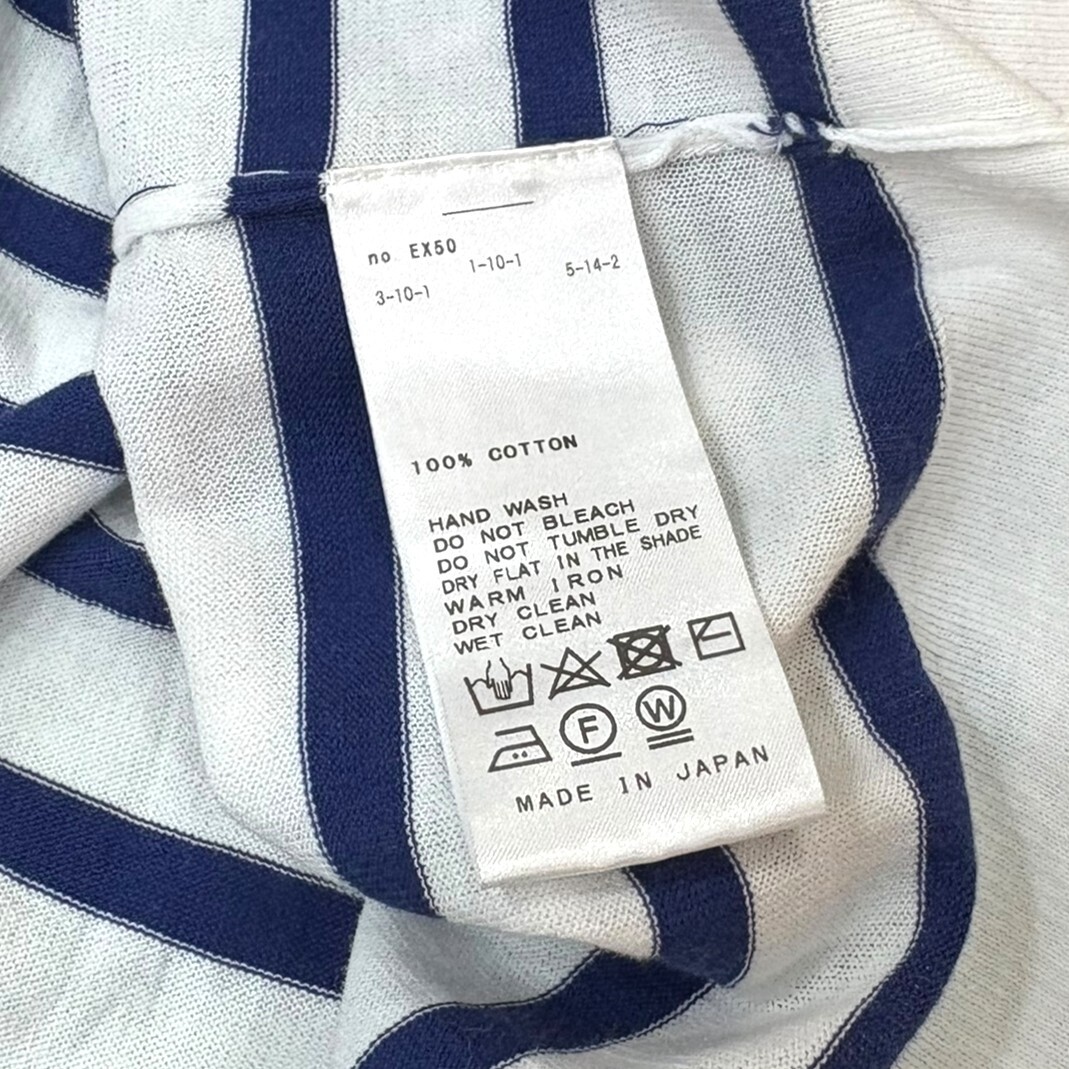 no EX50
1-10-1 5-14-2
3-10-1
100% COTTON
HAND WASH
DO NOT BLEACH
DO NOT TUMBLE DRY
DRY FLAT IN THE SHADE
WARM IRON
DRY CLEAN
WET CLEAN
F W
MADE IN JAPAN